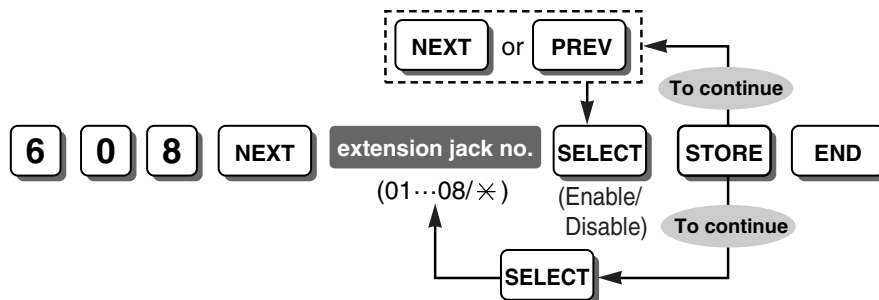 NEXT or PREV
To continue
6 0 8 NEXT extension jack no. SELECT STORE END
(01···08/✳)
(Enable/
Disable)
To continue
SELECT